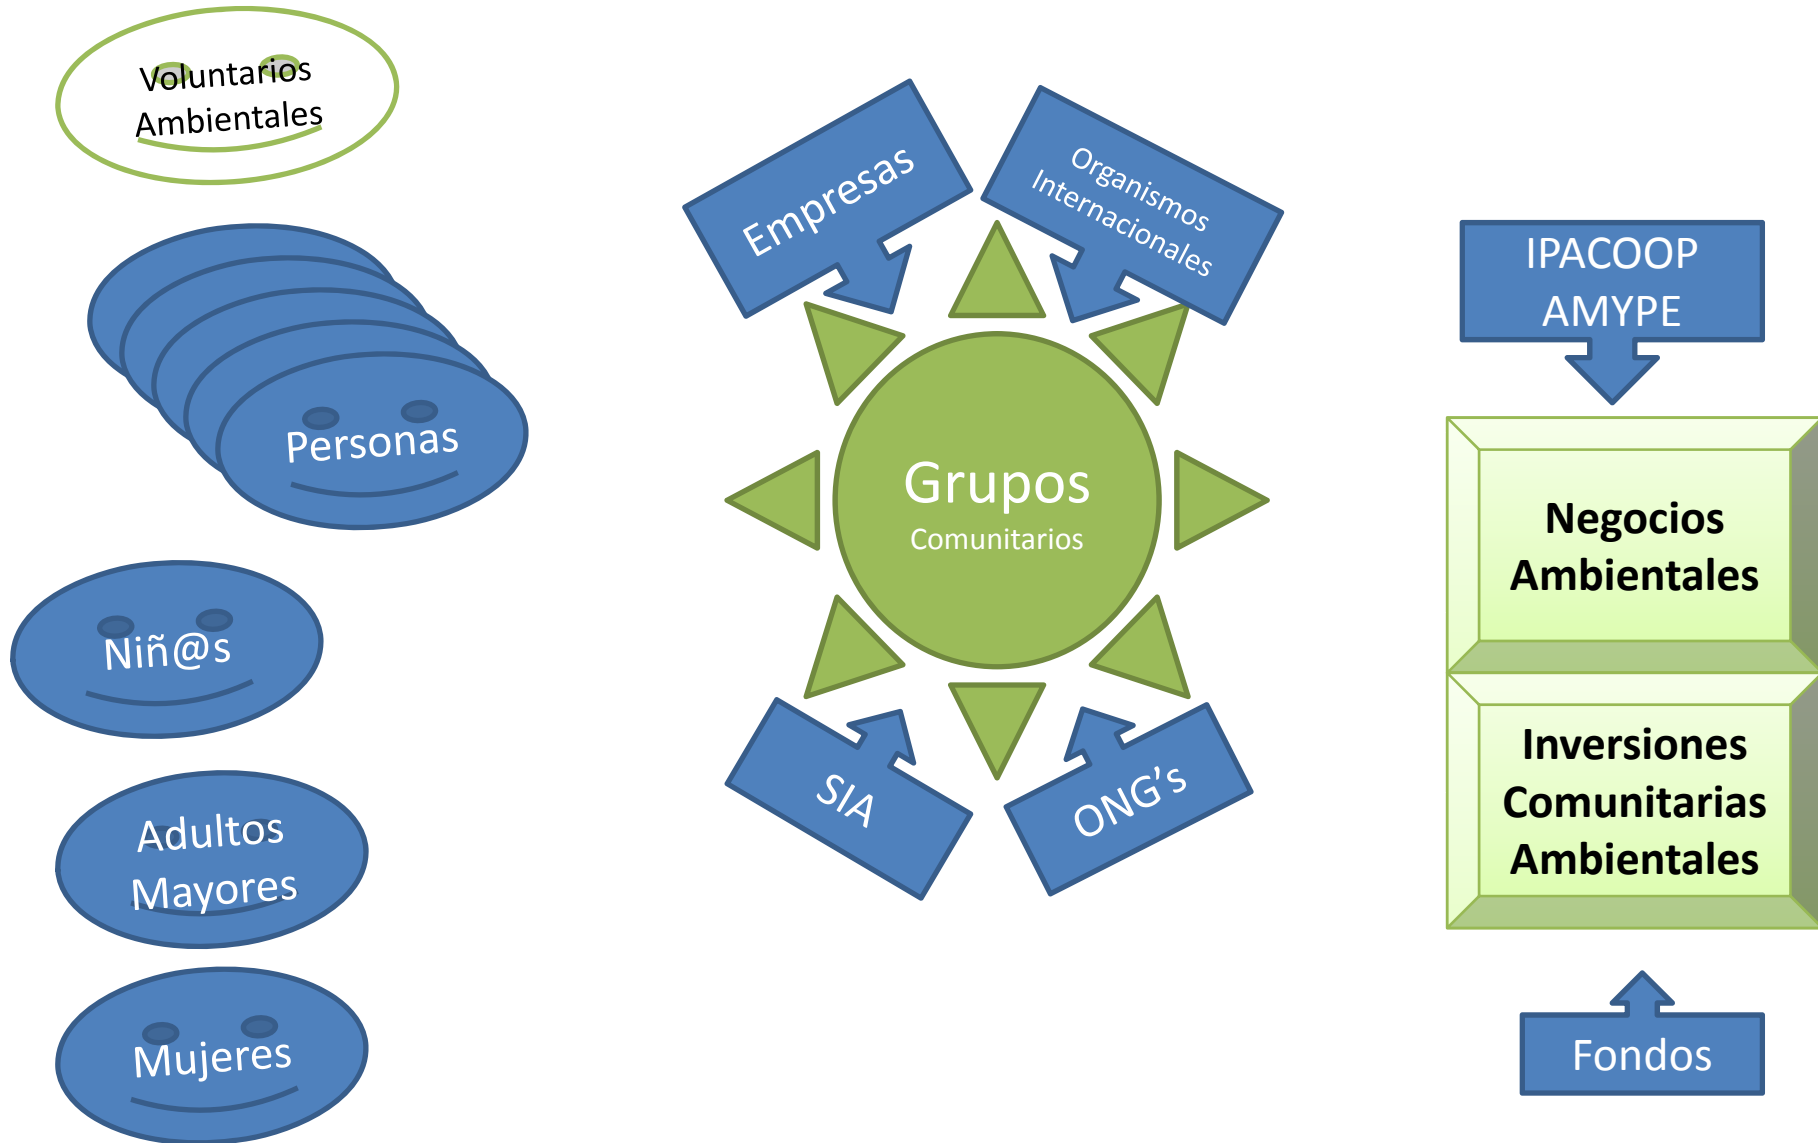 Voluntarios
Ambientales
Personas
Niñ@s
Adultos
Mayores
Mujeres
Empresas
Organismos
Internacionales
Grupos
Comunitarios
SIA
ONG’s
IPACOOP
AMYPE
Negocios
Ambientales
Inversiones
Comunitarias
Ambientales
Fondos